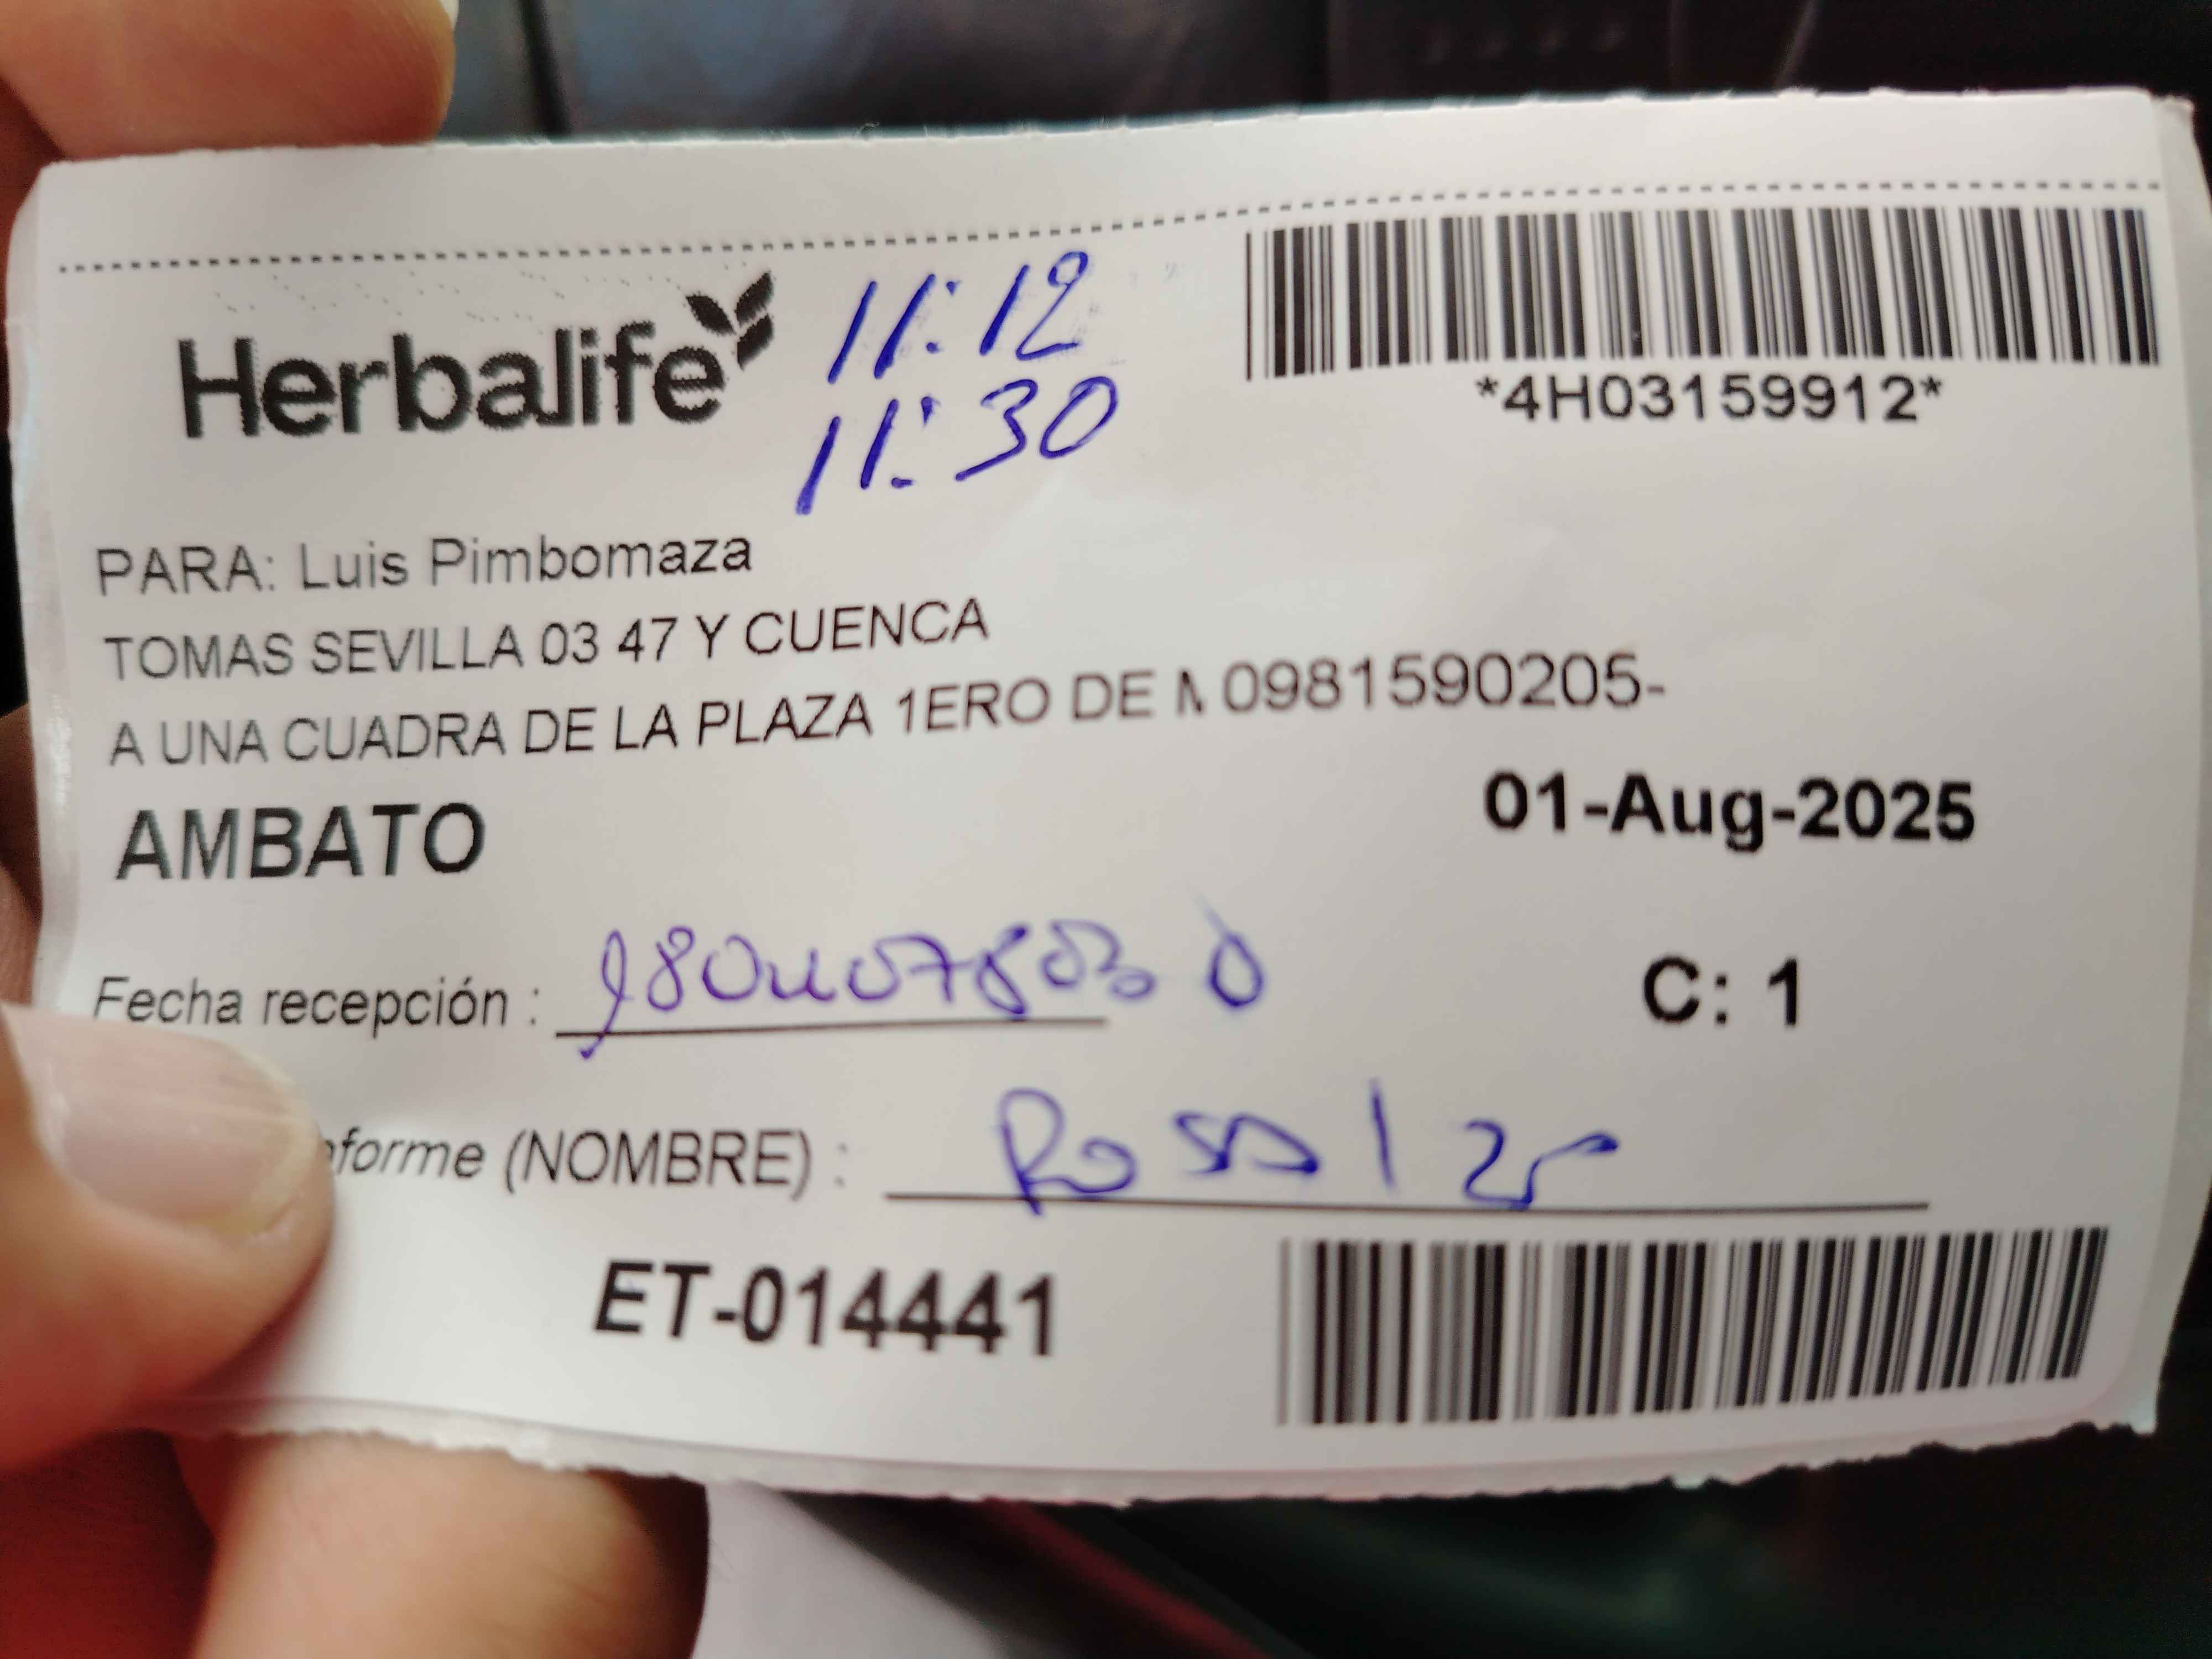 Herbalife
11:12
11:30
*4H03159912*
PARA: Luis Pimbomaza
TOMAS SEVILLA 03 47 Y CUENCA
A UNA CUADRA DE LA PLAZA 1ERO DE 0981590205-
AMBATO
01-Aug-2025
Fecha recepción :
C: 1
(NOMBRE) : Rosa
ET-014441